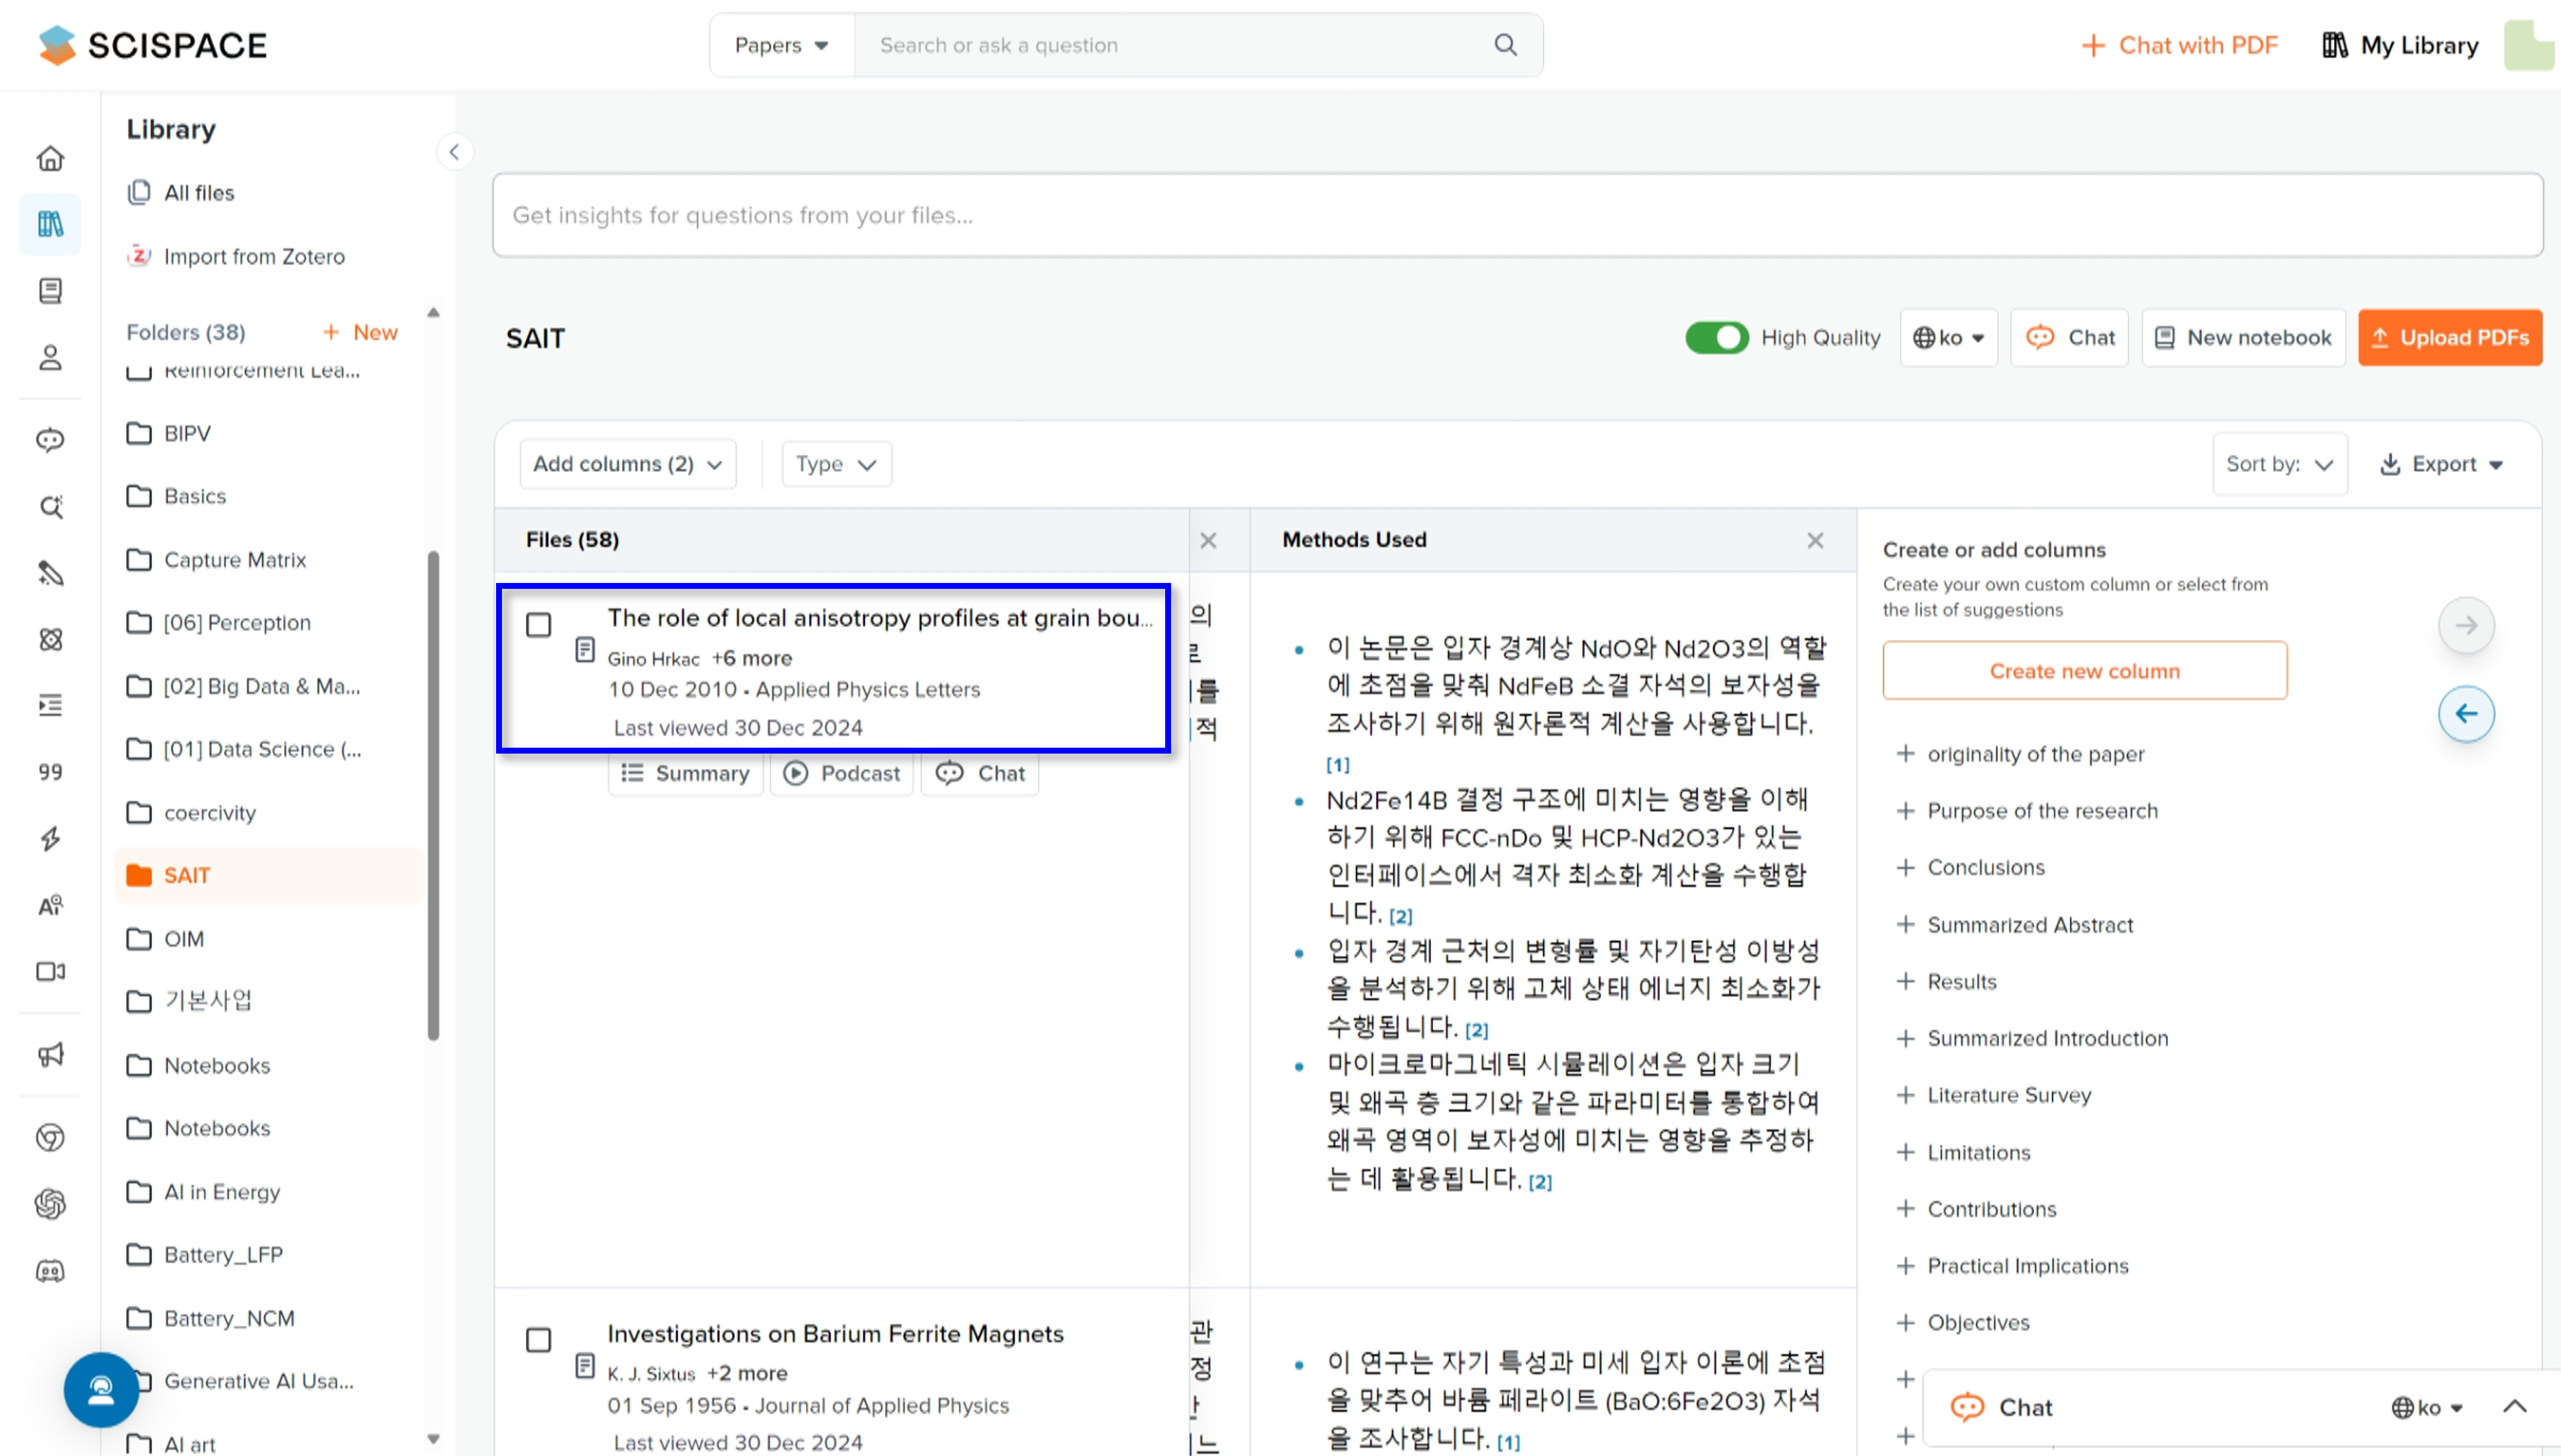 SCISPACE
Papers
Search or ask a question
Chat with PDF
My Library
Library
All files
Import from Zotero
Folders (38)
+ New
Reinforcement Lea...
BIPV
Basics
Capture Matrix
[06] Perception
[02] Big Data & Ma...
[01] Data Science (...
coercivity
SAIT
OIM
기본사업
Notebooks
Notebooks
AI in Energy
Battery_LFP
Battery_NCM
Generative AI Usa...
AI art
Get insights for questions from your files...
SAIT
High Quality
ko
Chat
New notebook
Upload PDFs
Add columns (2)
Type
Sort by:
Export
Files (58)
Methods Used
The role of local anisotropy profiles at grain bou...
Gino Hrkac +6 more
10 Dec 2010 • Applied Physics Letters
Last viewed 30 Dec 2024
Summary
Podcast
Chat
의
를
적
이 논문은 입자 경계상 NdO와 Nd2O3의 역할
에 초점을 맞춰 NdFeB 소결 자석의 보자성을
조사하기 위해 원자론적 계산을 사용합니다.
[1]
Nd2Fe14B 결정 구조에 미치는 영향을 이해
하기 위해 FCC-nDo 및 HCP-Nd2O3가 있는
인터페이스에서 격자 최소화 계산을 수행합
니다. [2]
입자 경계 근처의 변형률 및 자기탄성 이방성
을 분석하기 위해 고체 상태 에너지 최소화가
수행됩니다. [2]
마이크로마그네틱 시뮬레이션은 입자 크기
및 왜곡 층 크기와 같은 파라미터를 통합하여
왜곡 영역이 보자성에 미치는 영향을 추정하
는 데 활용됩니다. [2]
Investigations on Barium Ferrite Magnets
K. J. Sixtus +2 more
01 Sep 1956 • Journal of Applied Physics
Last viewed 30 Dec 2024
관
정
느
이 연구는 자기 특성과 미세 입자 이론에 초점
을 맞추어 바륨 페라이트 (BaO:6Fe2O3) 자석
을 조사합니다. [1]
Create or add columns
Create your own custom column or select from
the list of suggestions
Create new column
+ originality of the paper
+ Purpose of the research
+ Conclusions
+ Summarized Abstract
+ Results
+ Summarized Introduction
+ Literature Survey
+ Limitations
+ Contributions
+ Practical Implications
+ Objectives
Chat
ko